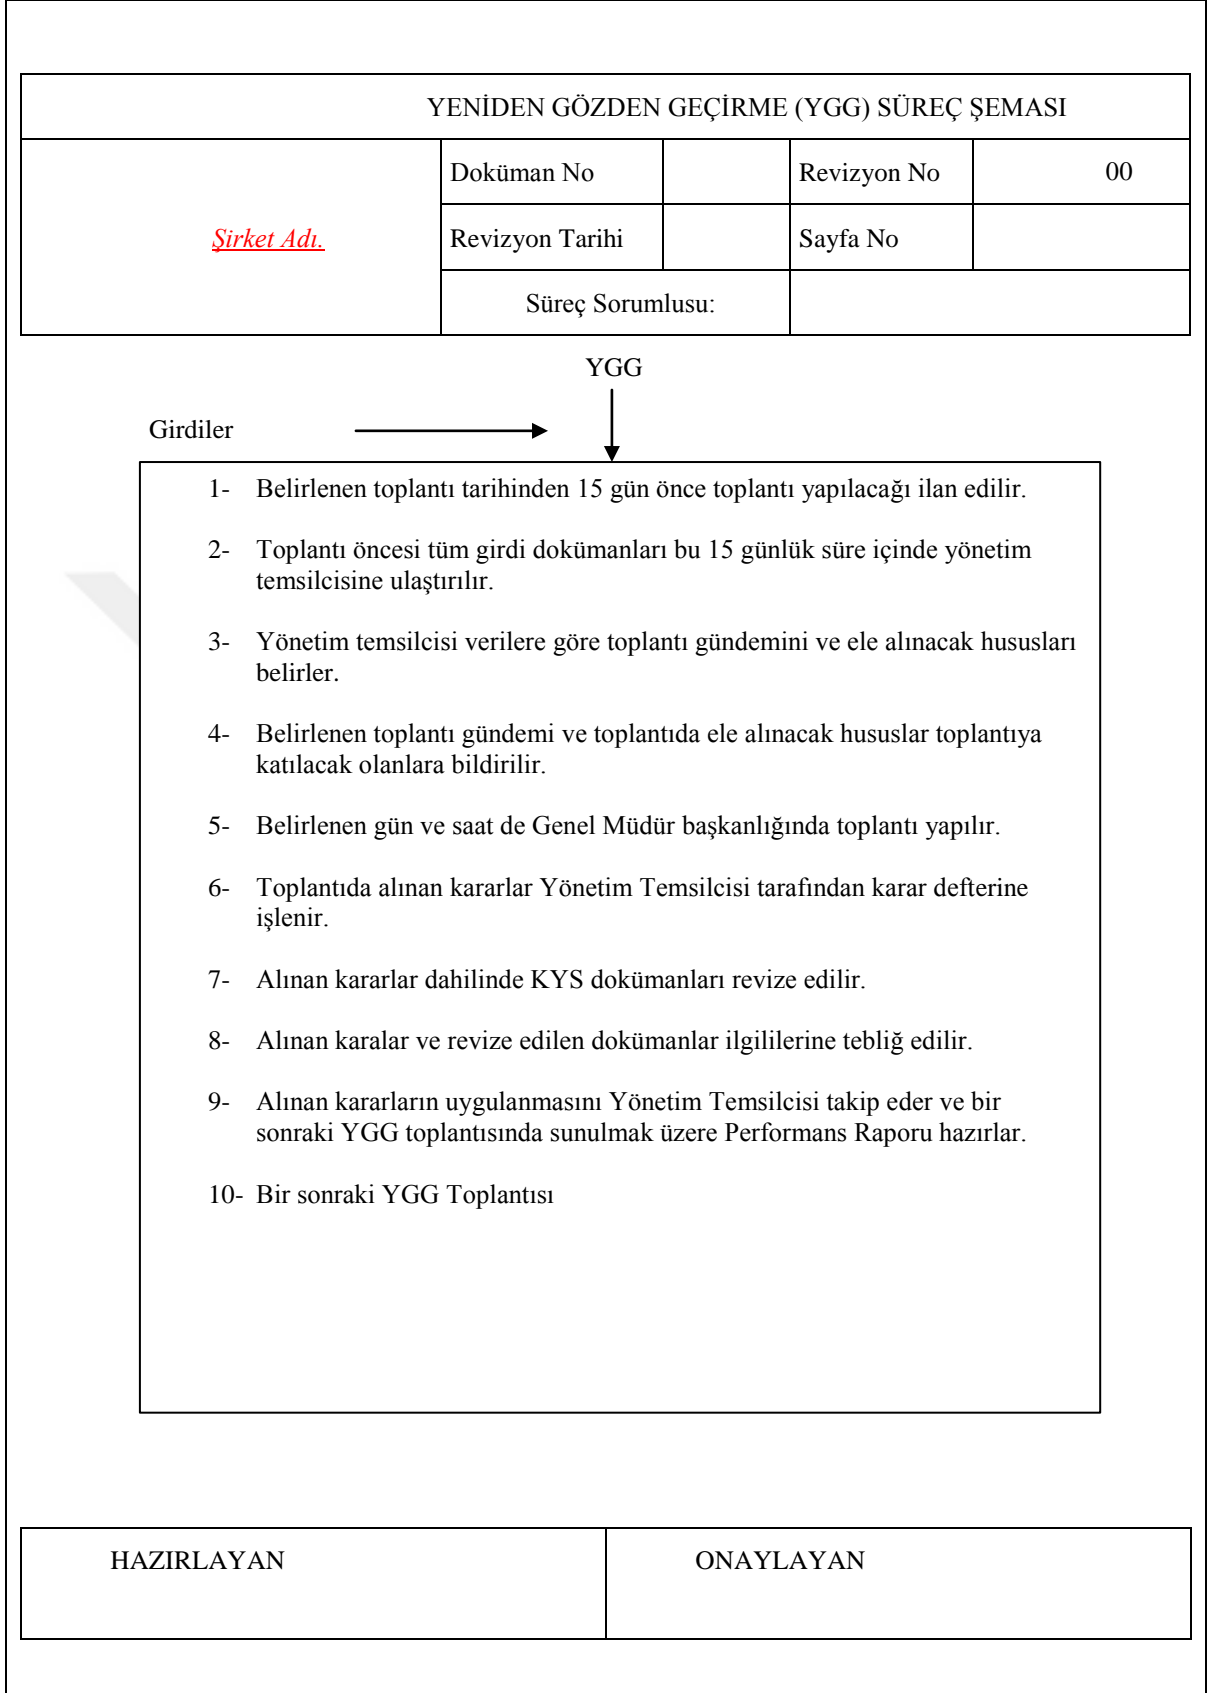 YENİDEN GÖZDEN GEÇİRME (YGG) SÜREÇ ŞEMASI
Şirket Adı.
Doküman No
Revizyon No
00
Revizyon Tarihi
Sayfa No
Süreç Sorumlusu:
YGG
Girdiler
1- Belirlenen toplantı tarihinden 15 gün önce toplantı yapılacağı ilan edilir.
2- Toplantı öncesi tüm girdi dokümanları bu 15 günlük süre içinde yönetim
temsilcisine ulaştırılır.
3- Yönetim temsilcisi verilere göre toplantı gündemini ve ele alınacak hususları
belirler.
4- Belirlenen toplantı gündemi ve toplantıda ele alınacak hususlar toplantıya
katılacak olanlara bildirilir.
5- Belirlenen gün ve saat de Genel Müdür başkanlığında toplantı yapılır.
6- Toplantıda alınan kararlar Yönetim Temsilcisi tarafından karar defterine
işlenir.
7- Alınan kararlar dahilinde KYS dokümanları revize edilir.
8- Alınan karalar ve revize edilen dokümanlar ilgililerine tebliğ edilir.
9- Alınan kararların uygulanmasını Yönetim Temsilcisi takip eder ve bir
sonraki YGG toplantısında sunulmak üzere Performans Raporu hazırlar.
10- Bir sonraki YGG Toplantısı
HAZIRLAYAN
ONAYLAYAN